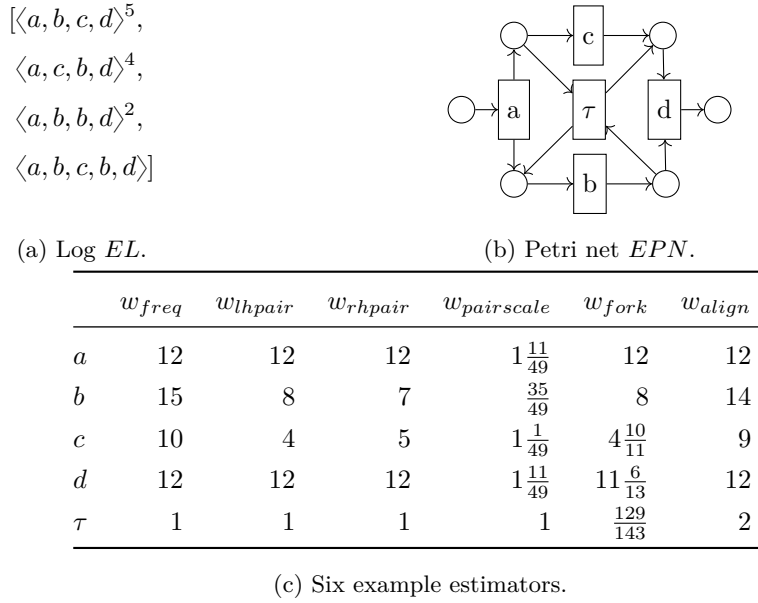 [⟨a, b, c, d⟩⁵,
⟨a, c, b, d⟩⁴,
⟨a, b, b, d⟩²,
⟨a, b, c, b, d⟩]
c
a τ d
b
(a) Log EL. (b) Petri net EPN.
w_freq w_lhpair w_rhpair w_pairscale w_fork w_align
a 12 12 12 1 11/49 12 12
b 15 8 7 35/49 8 14
c 10 4 5 1 1/49 4 10/11 9
d 12 12 12 1 11/49 11 6/13 12
τ 1 1 1 1 129/143 2
(c) Six example estimators.